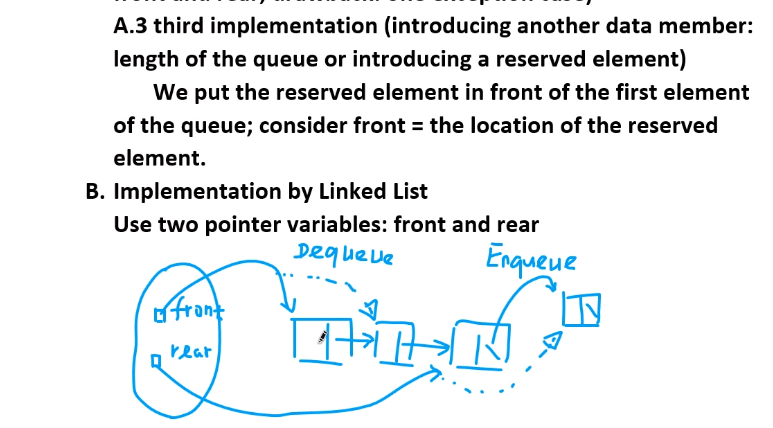 A.3 third implementation (introducing another data member:
length of the queue or introducing a reserved element)
We put the reserved element in front of the first element
of the queue; consider front = the location of the reserved
element.
B. Implementation by Linked List
Use two pointer variables: front and rear
Dequeue
Enqueue
front
rear